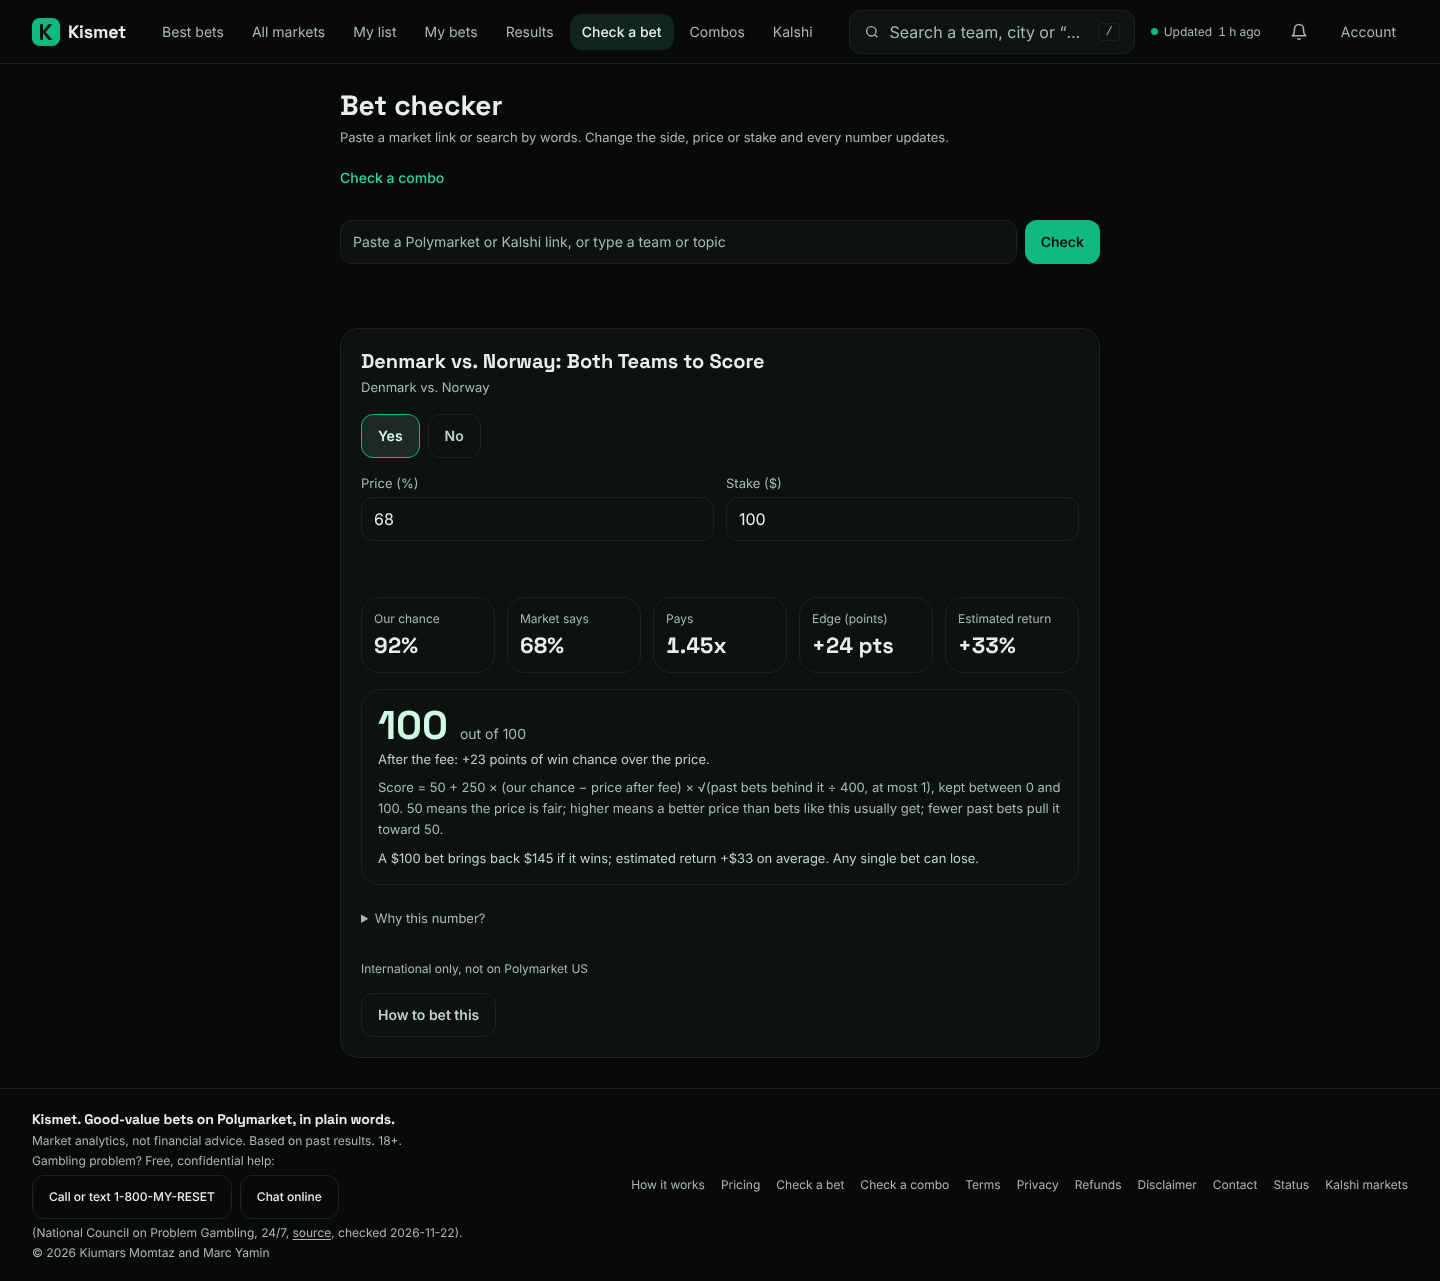 Kismet
Best bets
All markets
My list
My bets
Results
Check a bet
Combos
Kalshi
Search a team, city or “...
/
Updated 1 h ago
Account
Bet checker
Paste a market link or search by words. Change the side, price or stake and every number updates.
Check a combo
Paste a Polymarket or Kalshi link, or type a team or topic
Check
Denmark vs. Norway: Both Teams to Score
Denmark vs. Norway
Yes
No
Price (%)
Stake ($)
68
100
Our chance
Market says
Pays
Edge (points)
Estimated return
92%
68%
1.45x
+24 pts
+33%
100 out of 100
After the fee: +23 points of win chance over the price.
Score = 50 + 250 × (our chance − price after fee) × √(past bets behind it ÷ 400, at most 1), kept between 0 and
100. 50 means the price is fair; higher means a better price than bets like this usually get; fewer past bets pull it
toward 50.
A $100 bet brings back $145 if it wins; estimated return +$33 on average. Any single bet can lose.
Why this number?
International only, not on Polymarket US
How to bet this
Kismet. Good-value bets on Polymarket, in plain words.
Market analytics, not financial advice. Based on past results. 18+.
Gambling problem? Free, confidential help:
Call or text 1-800-MY-RESET
Chat online
(National Council on Problem Gambling, 24/7, source, checked 2026-11-22).
© 2026 Kiumars Momtaz and Marc Yamin
How it works
Pricing
Check a bet
Check a combo
Terms
Privacy
Refunds
Disclaimer
Contact
Status
Kalshi markets